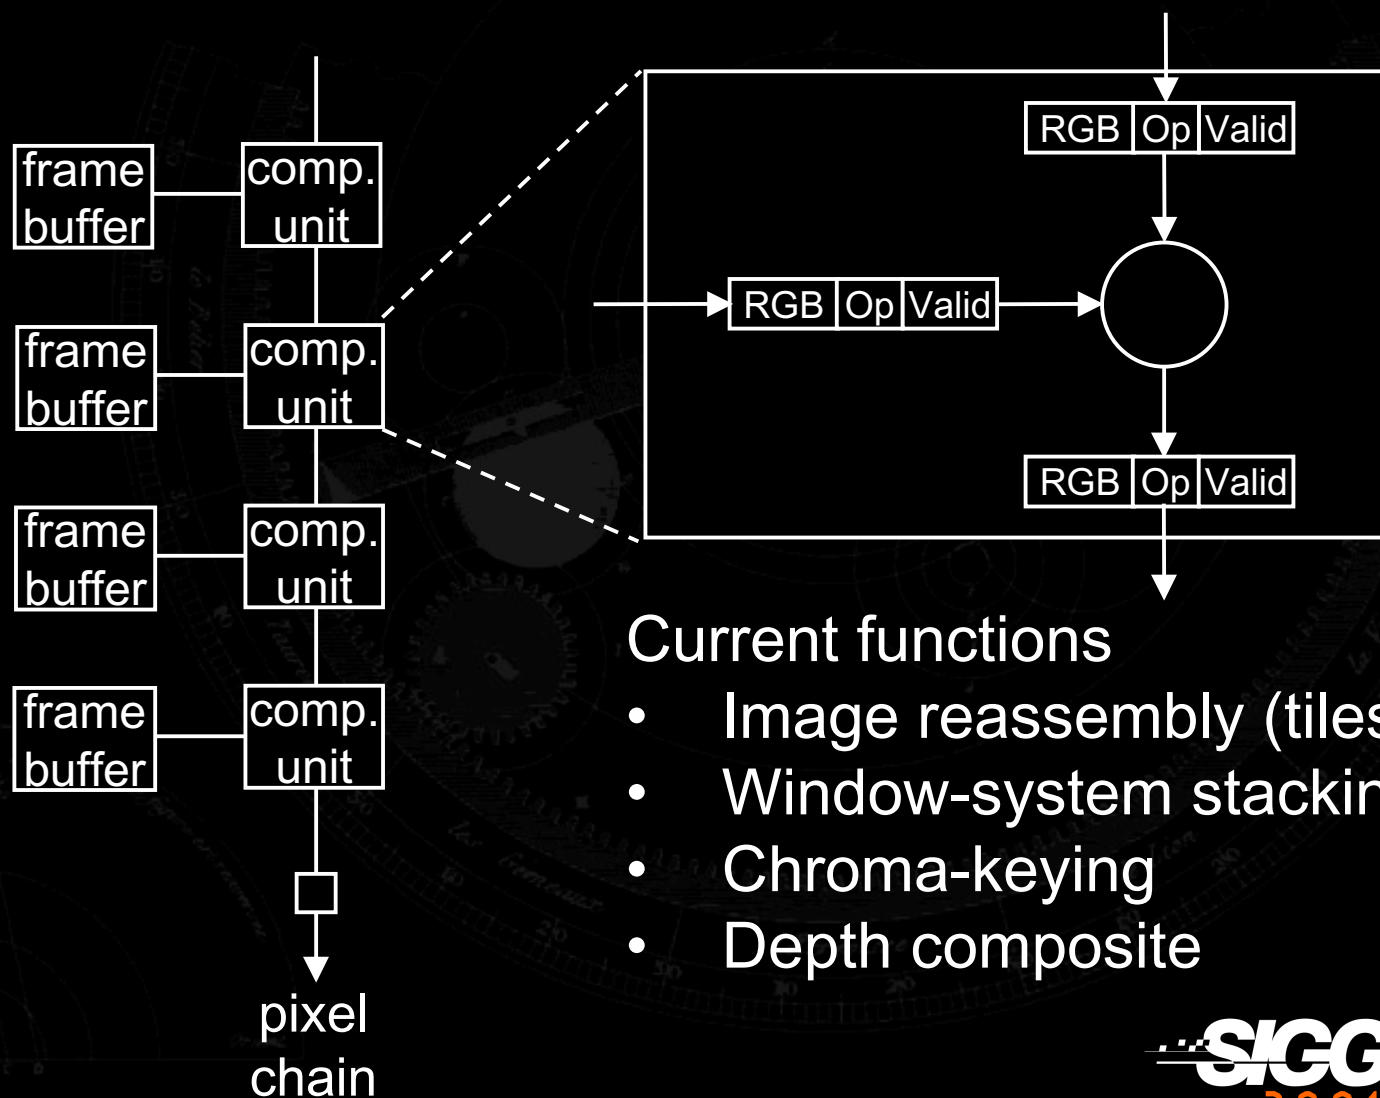 frame
buffer
comp.
unit
frame
buffer
comp.
unit
frame
buffer
comp.
unit
frame
buffer
comp.
unit
pixel
chain
RGB Op Valid
RGB Op Valid
RGB Op Valid
Current functions
• Image reassembly (tiles
• Window-system stackin
• Chroma-keying
• Depth composite
SIGG